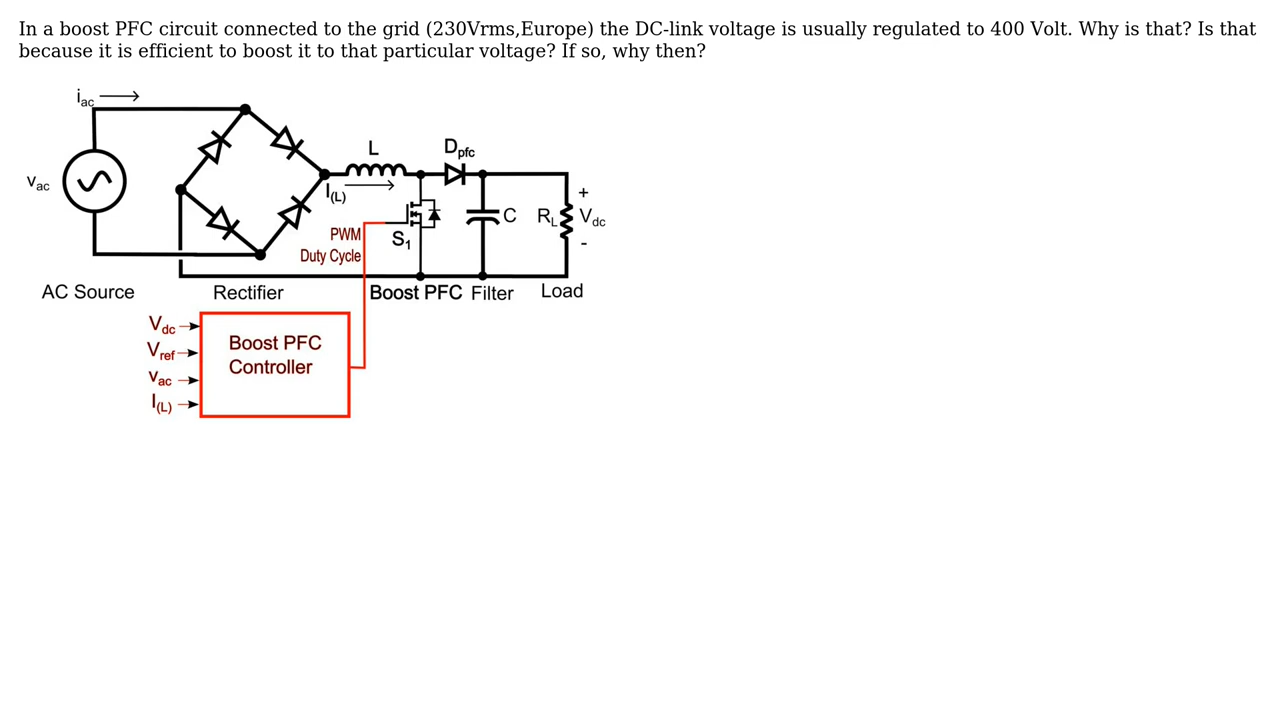 In a boost PFC circuit connected to the grid (230Vrms,Europe) the DC-link voltage is usually regulated to 400 Volt. Why is that? Is that
because it is efficient to boost it to that particular voltage? If so, why then?
iac
L
Dpfc
Vac
I(L)
+
C
RL
Vdc
-
PWM
Duty Cycle
S1
AC Source
Rectifier
Boost PFC
Filter
Load
Vdc
Vref
Vac
I(L)
Boost PFC
Controller